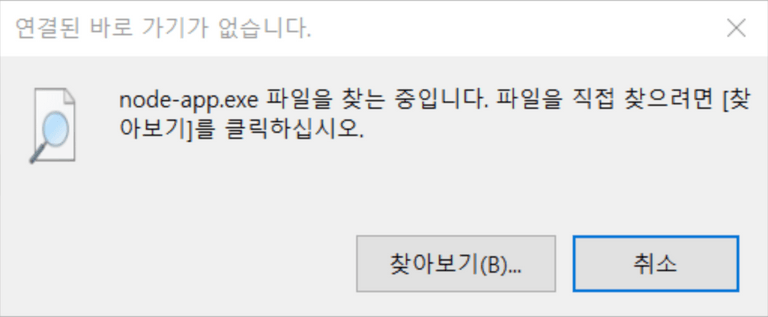 연결된 바로 가기가 없습니다.
node-app.exe 파일을 찾는 중입니다. 파일을 직접 찾으려면 [찾
아보기]를 클릭하십시오.
찾아보기(B)...
취소